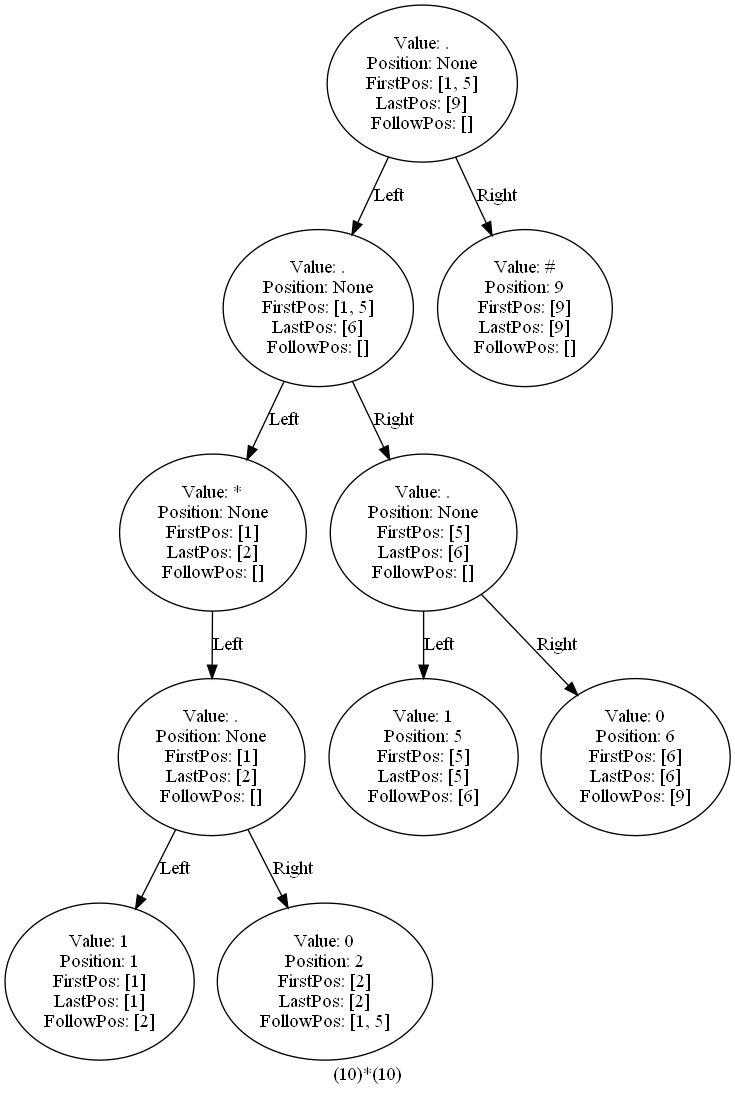 Value: .
Position: None
FirstPos: [1, 5]
LastPos: [9]
FollowPos: []
Left
Right
Value: .
Position: None
FirstPos: [1, 5]
LastPos: [6]
FollowPos: []
Value: #
Position: 9
FirstPos: [9]
LastPos: [9]
FollowPos: []
Left
Right
Value: *
Position: None
FirstPos: [1]
LastPos: [2]
FollowPos: []
Value: .
Position: None
FirstPos: [5]
LastPos: [6]
FollowPos: []
Left
Left
Right
Value: .
Position: None
FirstPos: [1]
LastPos: [2]
FollowPos: []
Value: 1
Position: 5
FirstPos: [5]
LastPos: [5]
FollowPos: [6]
Value: 0
Position: 6
FirstPos: [6]
LastPos: [6]
FollowPos: [9]
Left
Right
Value: 1
Position: 1
FirstPos: [1]
LastPos: [1]
FollowPos: [2]
Value: 0
Position: 2
FirstPos: [2]
LastPos: [2]
FollowPos: [1, 5]
(10)*(10)